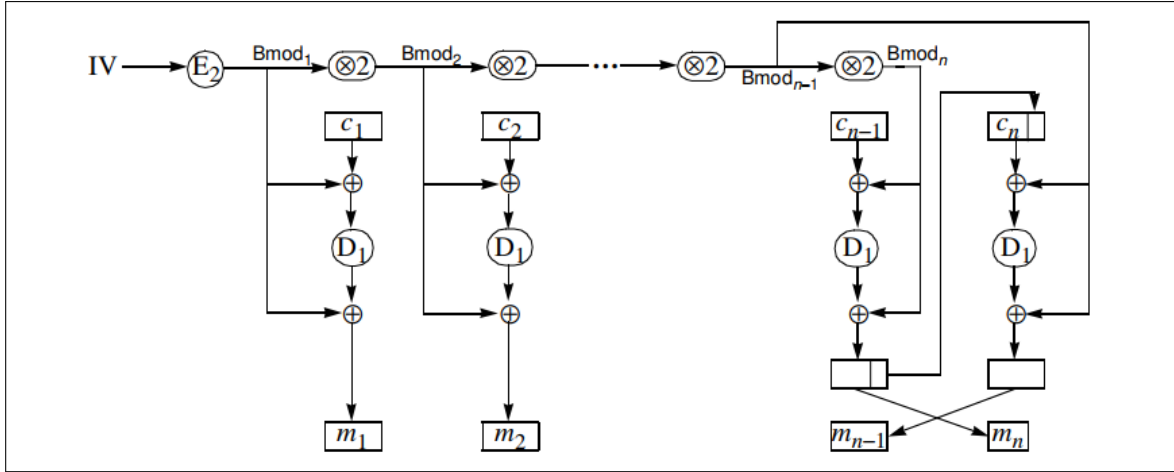 IV E₂ Bmod₁ ⊗2 Bmod₂ ⊗2 ... ⊗2 Bmodₙ₋₁ ⊗2 Bmodₙ
c₁ c₂ cₙ₋₁ cₙ
⊕ ⊕ ⊕ ⊕
D₁ D₁ D₁ D₁
⊕ ⊕ ⊕ ⊕
m₁ m₂ mₙ₋₁ mₙ